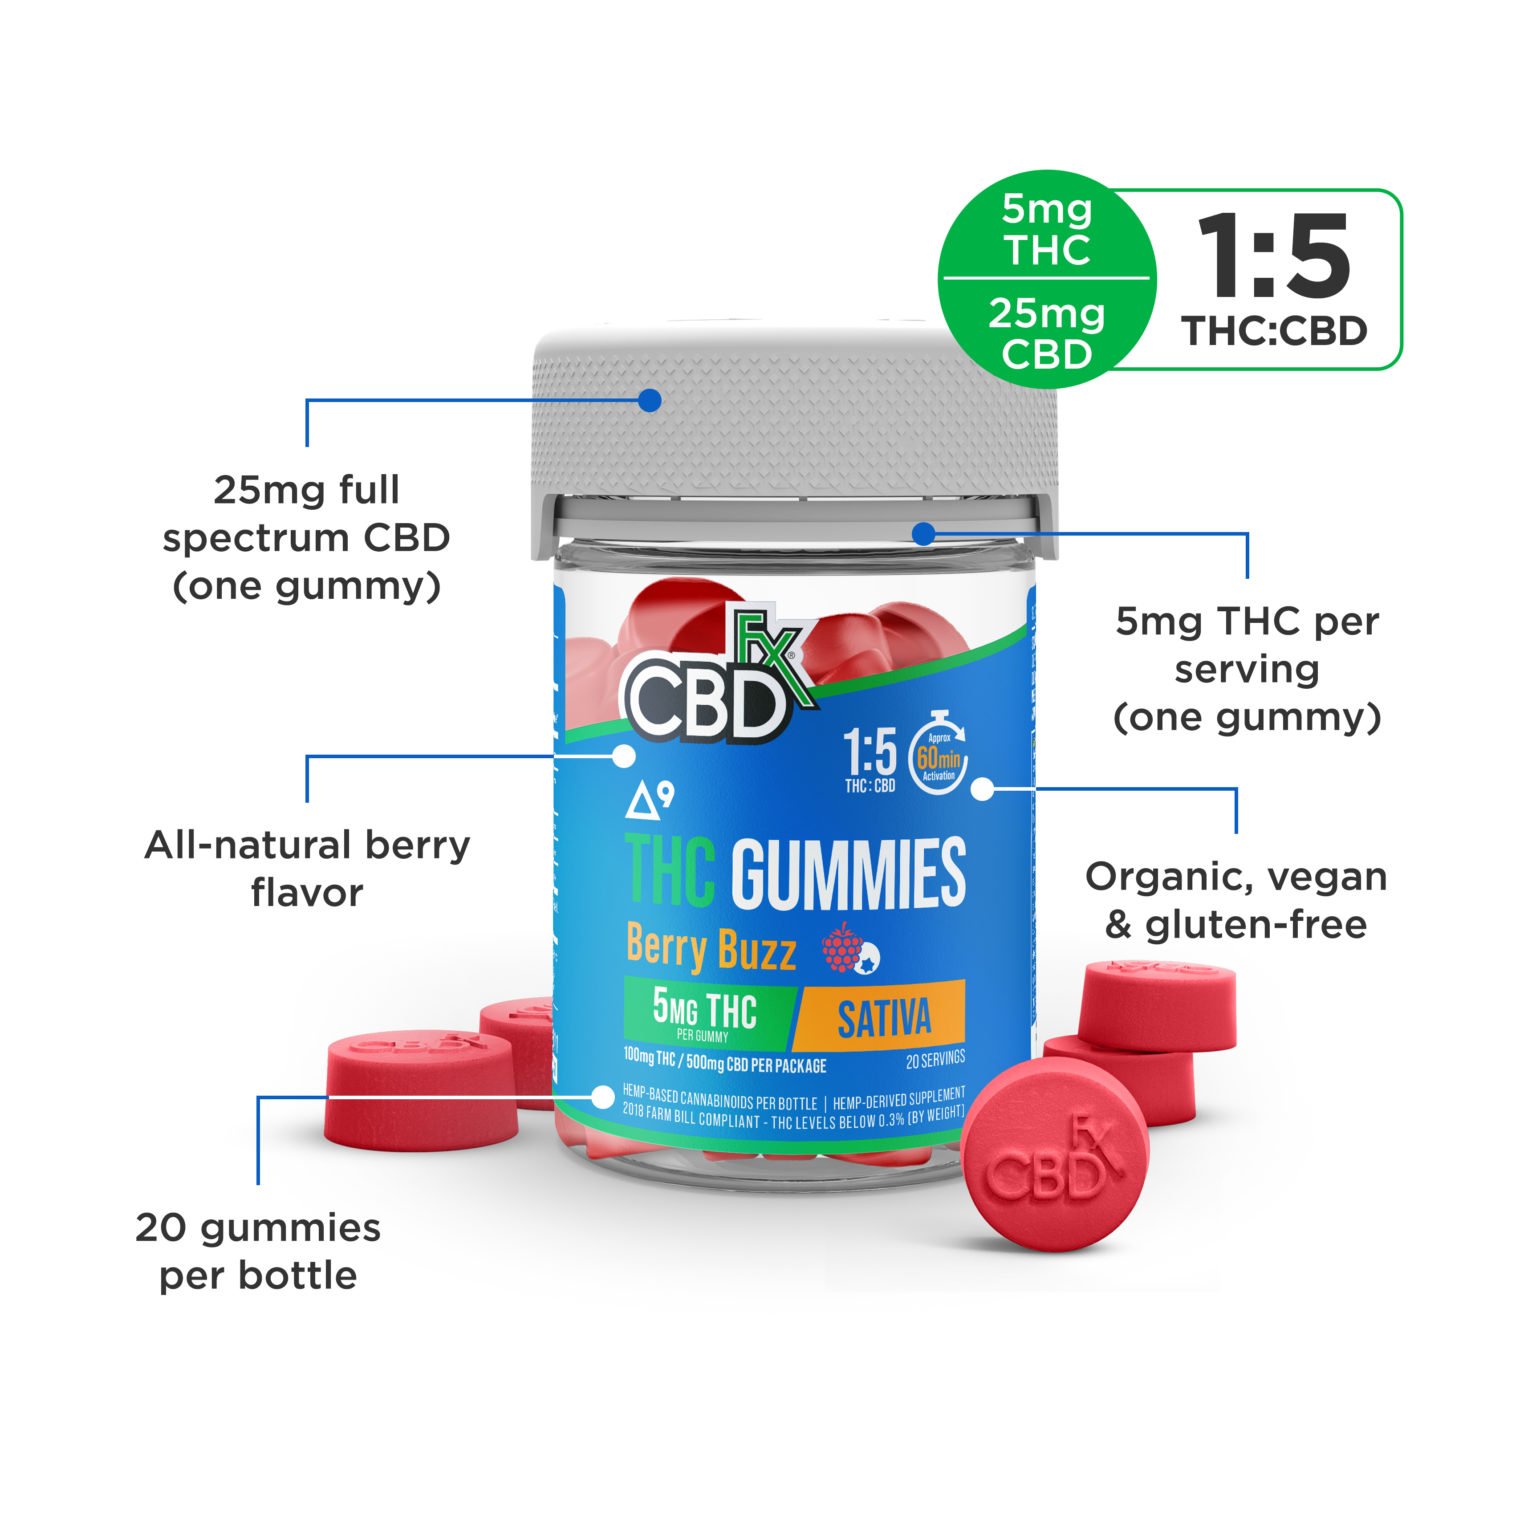 5mg
THC
25mg
CBD
1:5
THC:CBD
25mg full
spectrum CBD
(one gummy)
5mg THC per
serving
(one gummy)
All-natural berry
flavor
Organic, vegan
& gluten-free
20 gummies
per bottle
CBD FX®
1:5
THC:CBD
Approx
60min
Activation
Δ9
THC GUMMIES
Berry Buzz
5MG THC
PER GUMMY
SATIVA
100mg THC / 500mg CBD PER PACKAGE
20 SERVINGS
HEMP-BASED CANNABINOIDS PER BOTTLE | HEMP-DERIVED SUPPLEMENT
2018 FARM BILL COMPLIANT - THC LEVELS BELOW 0.3% (BY WEIGHT)
CBD FX
CBD FX